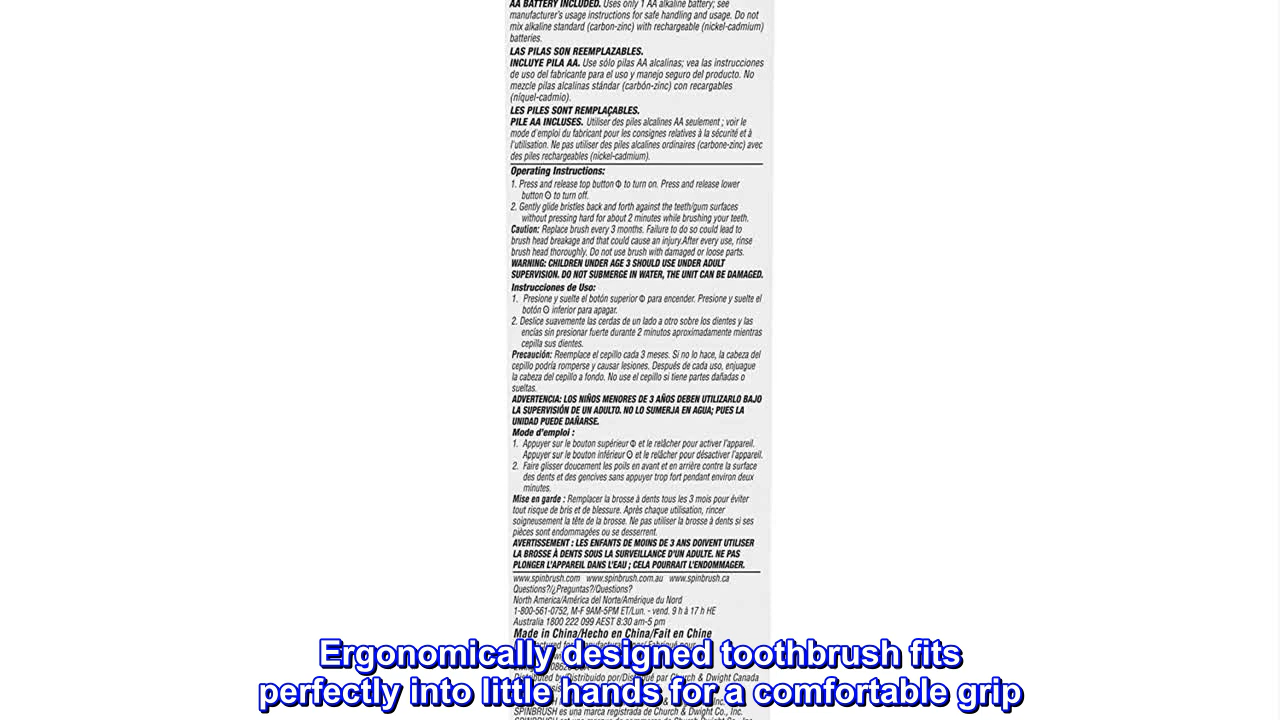 AA BATTERY INCLUDED. Uses only 1 AA alkaline battery; see
manufacturer's usage instructions for safe handling and usage. Do not
mix alkaline standard (carbon-zinc) with rechargeable (nickel-cadmium)
batteries.
LAS PILAS SON REEMPLAZABLES.
INCLUYE PILA AA. Use sólo pilas AA alcalinas; vea las instrucciones
de uso del fabricante para el uso y manejo seguro del producto. No
mezcle pilas alcalinas stándar (carbón-zinc) con recargables
(níquel-cadmio).
LES PILES SONT REMPLAÇABLES.
PILE AA INCLUSES. Utiliser des piles alcalines AA seulement ; voir le
mode d'emploi du fabricant pour les consignes relatives à la sécurité et à
l'utilisation. Ne pas utiliser des piles alcalines ordinaires (carbone-zinc) avec
des piles rechargeables (nickel-cadmium).
Operating Instructions:
1. Press and release top button to turn on. Press and release lower
button to turn off.
2. Gently glide bristles back and forth against the teeth/gum surfaces
without pressing hard for about 2 minutes while brushing your teeth.
Caution: Replace brush every 3 months. Failure to do so could lead to
brush head breakage and that could cause an injury.After every use, rinse
brush head thoroughly. Do not use brush with damaged or loose parts.
WARNING: CHILDREN UNDER AGE 3 SHOULD USE UNDER ADULT
SUPERVISION. DO NOT SUBMERGE IN WATER, THE UNIT CAN BE DAMAGED.
Instrucciones de Uso:
1. Presione y suelte el botón superior para encender. Presione y suelte el
botón inferior para apagar.
2. Deslice suavemente las cerdas de un lado a otro sobre los dientes y las
encías sin presionar fuerte durante 2 minutos aproximadamente mientras
cepilla sus dientes.
Precaución: Reemplace el cepillo cada 3 meses. Si no lo hace, la cabeza del
cepillo podría romperse y causar lesiones. Después de cada uso, enjuague
la cabeza del cepillo a fondo. No use el cepillo si tiene partes dañadas o
sueltas.
ADVERTENCIA: LOS NIÑOS MENORES DE 3 AÑOS DEBEN UTILIZARLO BAJO
LA SUPERVISIÓN DE UN ADULTO. NO LO SUMERJA EN AGUA; PUES LA
UNIDAD PUEDE DAÑARSE.
Mode d'emploi :
1. Appuyer sur le bouton supérieur et le relâcher pour activer l'appareil.
Appuyer sur le bouton inférieur et le relâcher pour désactiver l'appareil.
2. Faire glisser doucement les poils en avant et en arrière contre la surface
des dents et des gencives sans appuyer trop fort pendant environ deux
minutes.
Mise en garde : Remplacer la brosse à dents tous les 3 mois pour éviter
tout risque de bris et de blessure. Après chaque utilisation, rincer
soigneusement la tête de la brosse. Ne pas utiliser la brosse à dents si ses
pièces sont endommagées ou se desserrent.
AVERTISSEMENT : LES ENFANTS DE MOINS DE 3 ANS DOIVENT UTILISER
LA BROSSE À DENTS SOUS LA SURVEILLANCE D'UN ADULTE. NE PAS
PLONGER L'APPAREIL DANS L'EAU ; CELA POURRAIT L'ENDOMMAGER.
www.spinbrush.com www.spinbrush.com.au www.spinbrush.ca
Questions?/¿Preguntas?/Questions?
North America/América del Norte/Amérique du Nord
1-800-561-0752, M-F 9AM-5PM ET/Lun. - vend. 9 h à 17 h HE
Australia 1800 222 099 AEST 8:30 am-5 pm
Made in China/Hecho en China/Fait en Chine
Ergonomically designed toothbrush fits
perfectly into little hands for a comfortable grip
Church & Dwight Canada
SPINBRUSH es una marca registrada de Church & Dwight Co., Inc.